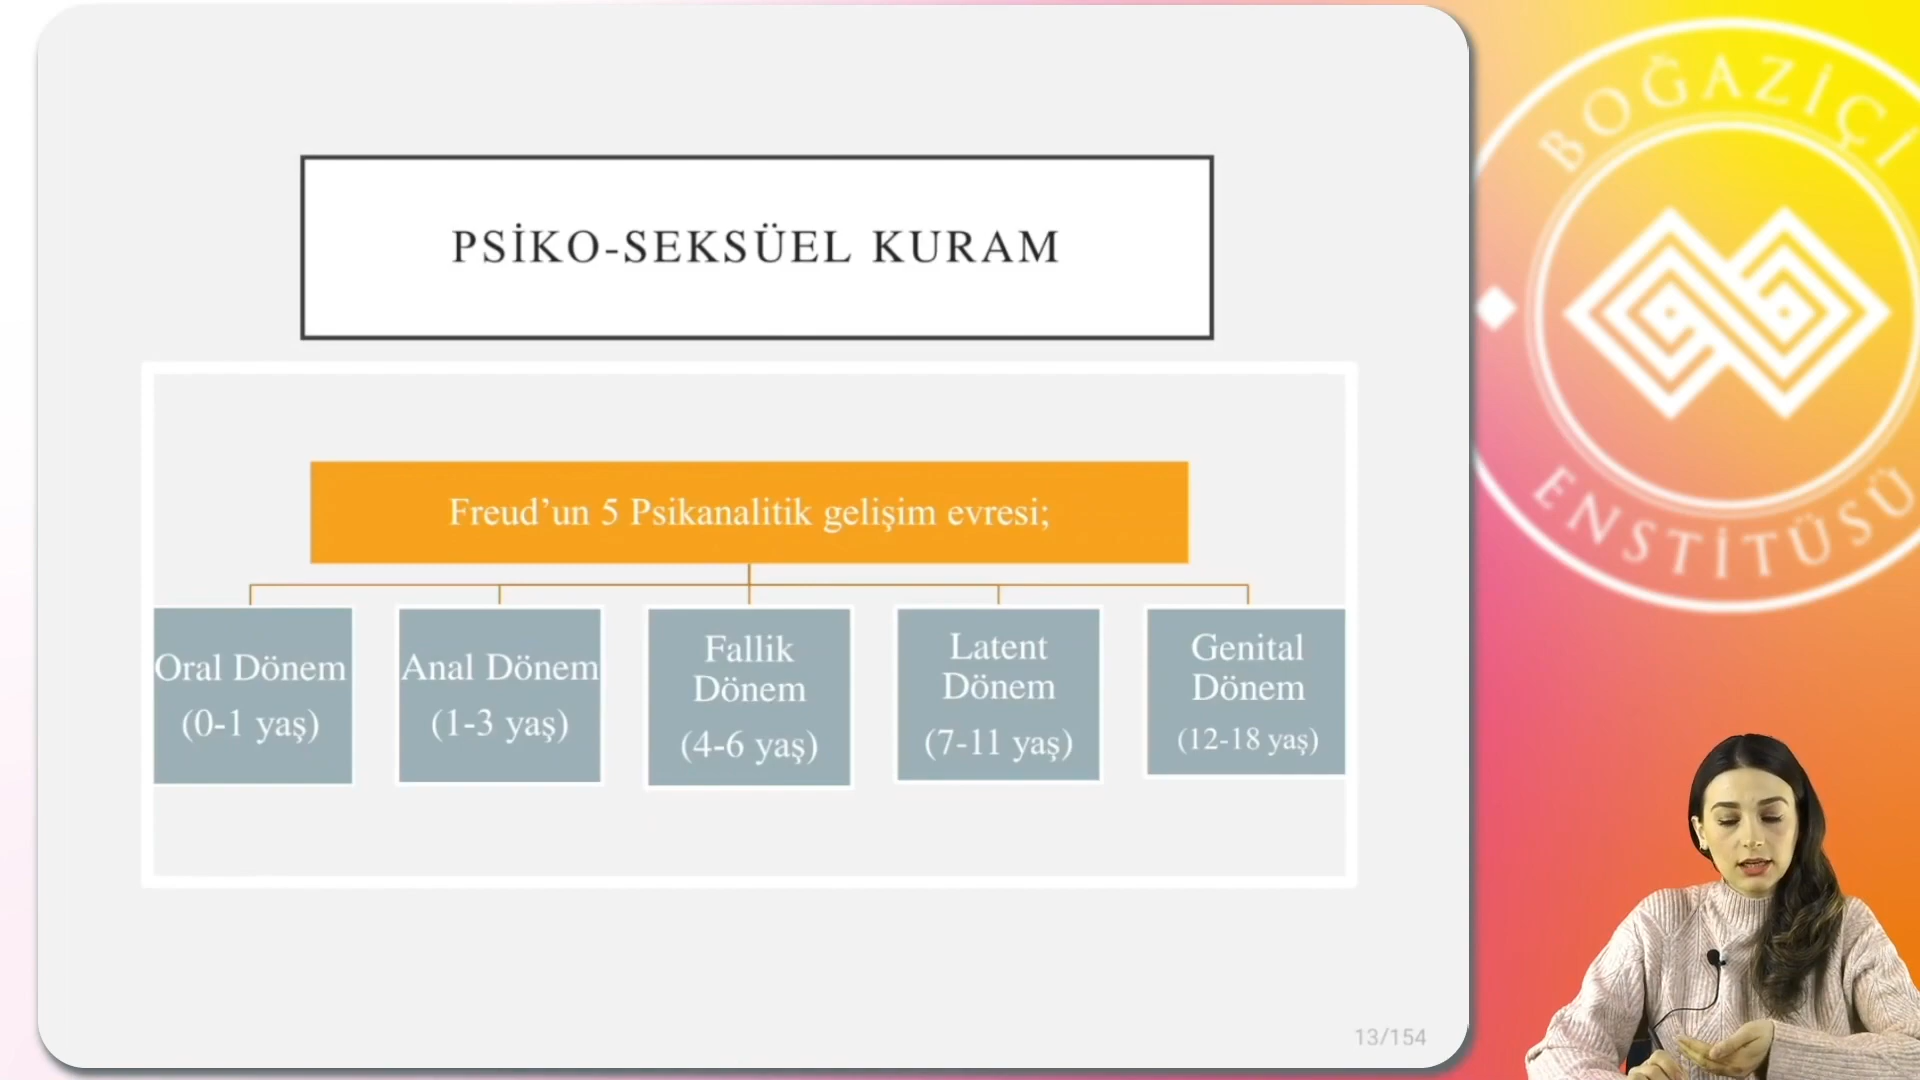 PSİKO-SEKSÜEL KURAM
Freud’un 5 Psikanalitik gelişim evresi;
Oral Dönem
(0-1 yaş)
Anal Dönem
(1-3 yaş)
Fallik
Dönem
(4-6 yaş)
Latent
Dönem
(7-11 yaş)
Genital
Dönem
(12-18 yaş)
13/154
BOĞAZİÇİ
ENSTİTÜSÜ